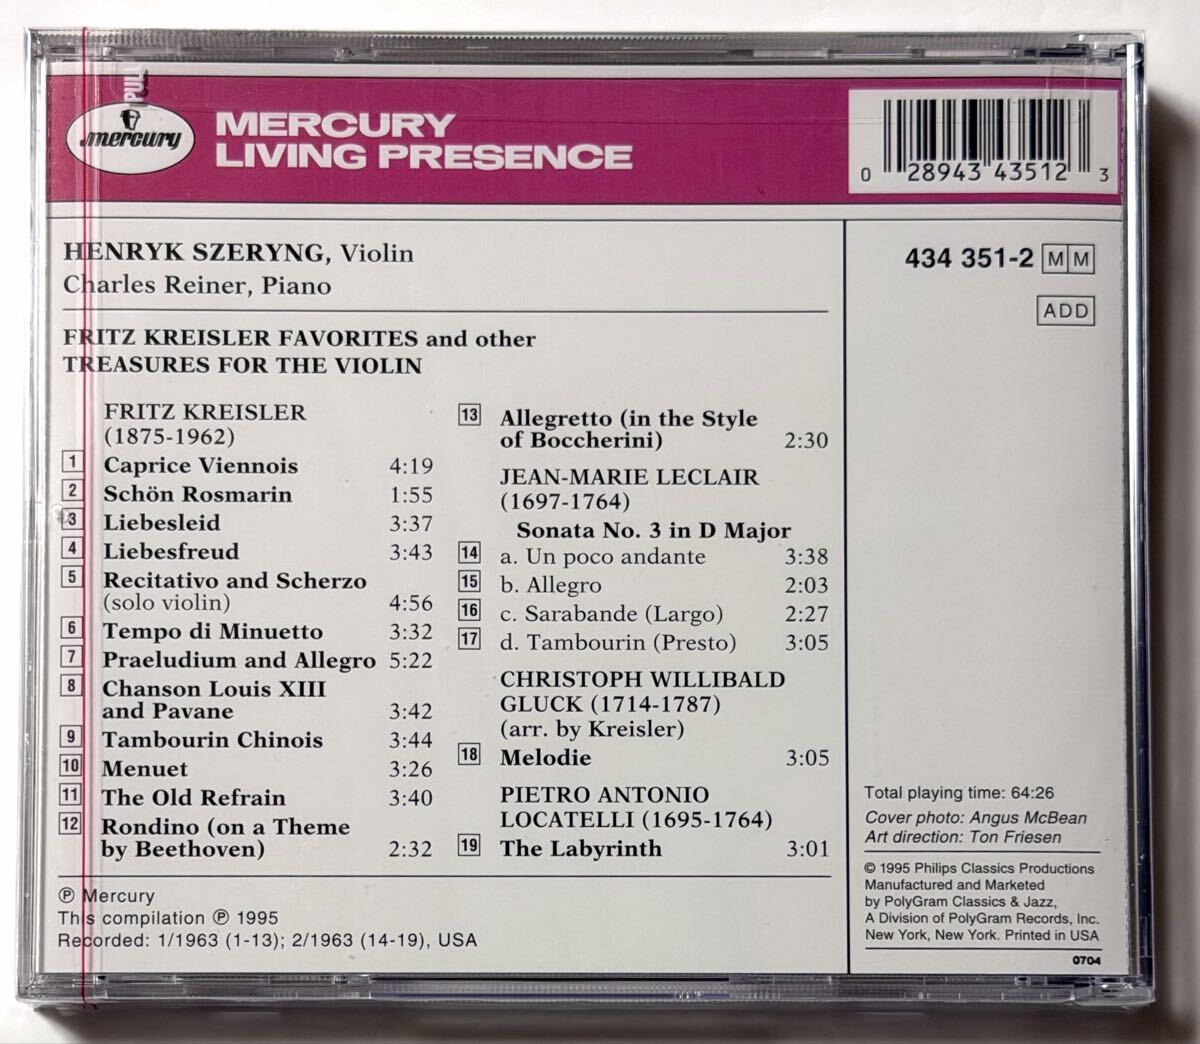 PULL
mercury
MERCURY
LIVING PRESENCE
0 28943 43512 3
HENRYK SZERYNG, Violin
Charles Reiner, Piano
434 351-2 M M
ADD
FRITZ KREISLER FAVORITES and other
TREASURES FOR THE VIOLIN
FRITZ KREISLER
(1875-1962)
1 Caprice Viennois 4:19
2 Schön Rosmarin 1:55
3 Liebesleid 3:37
4 Liebesfreud 3:43
5 Recitativo and Scherzo
(solo violin) 4:56
6 Tempo di Minuetto 3:32
7 Praeludium and Allegro 5:22
8 Chanson Louis XIII
and Pavane 3:42
9 Tambourin Chinois 3:44
10 Menuet 3:26
11 The Old Refrain 3:40
12 Rondino (on a Theme
by Beethoven) 2:32
13 Allegretto (in the Style
of Boccherini) 2:30
JEAN-MARIE LECLAIR
(1697-1764)
Sonata No. 3 in D Major
14 a. Un poco andante 3:38
15 b. Allegro 2:03
16 c. Sarabande (Largo) 2:27
17 d. Tambourin (Presto) 3:05
CHRISTOPH WILLIBALD
GLUCK (1714-1787)
(arr. by Kreisler)
18 Melodie 3:05
PIETRO ANTONIO
LOCATELLI (1695-1764)
19 The Labyrinth 3:01
℗ Mercury
This compilation ℗ 1995
Recorded: 1/1963 (1-13); 2/1963 (14-19), USA
Total playing time: 64:26
Cover photo: Angus McBean
Art direction: Ton Friesen
© 1995 Philips Classics Productions
Manufactured and Marketed
by PolyGram Classics & Jazz,
A Division of PolyGram Records, Inc.
New York, New York. Printed in USA
0704